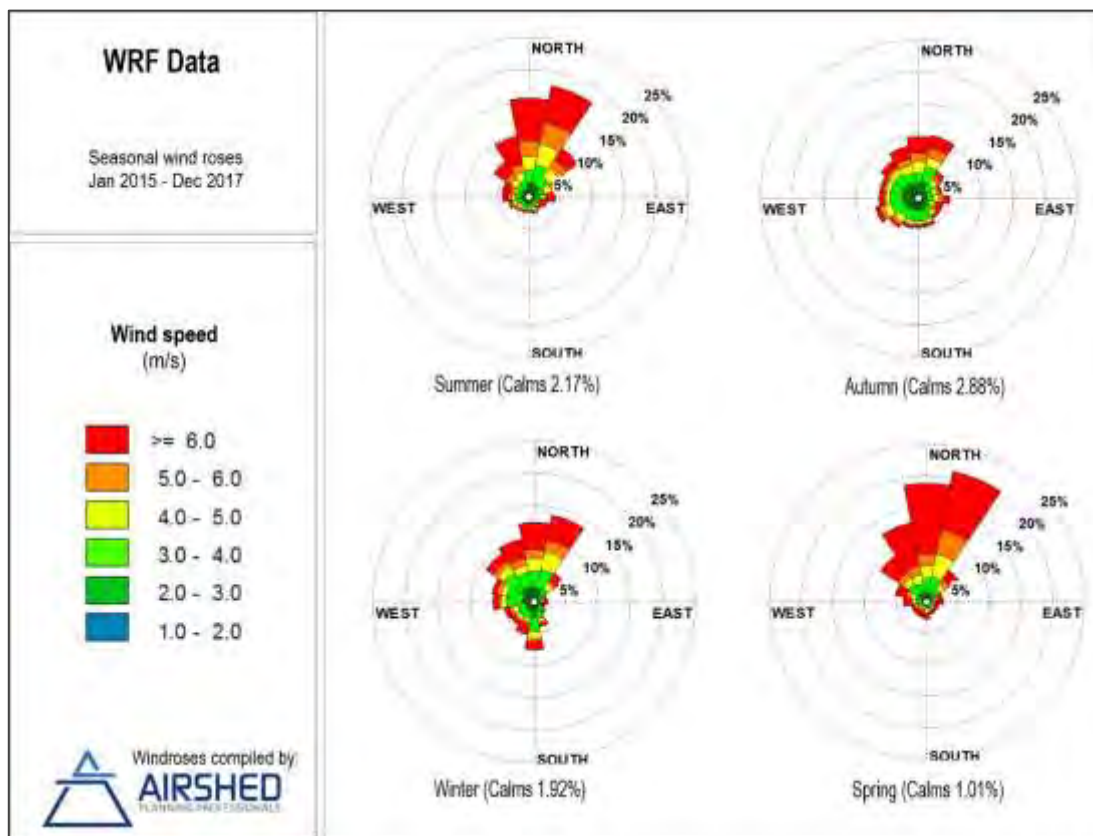 WRF Data
Seasonal wind roses
Jan 2015 - Dec 2017
Wind speed
(m/s)
>= 6.0
5.0 - 6.0
4.0 - 5.0
3.0 - 4.0
2.0 - 3.0
1.0 - 2.0
Windroses compiled by:
AIRSHED
PLANNING PROFESSIONALS
NORTH
25%
20%
15%
10%
5%
WEST
EAST
SOUTH
Summer (Calms 2.17%)
NORTH
25%
20%
15%
10%
5%
WEST
EAST
SOUTH
Autumn (Calms 2.88%)
NORTH
25%
20%
15%
10%
5%
WEST
EAST
SOUTH
Winter (Calms 1.92%)
NORTH
25%
20%
15%
10%
5%
WEST
EAST
SOUTH
Spring (Calms 1.01%)